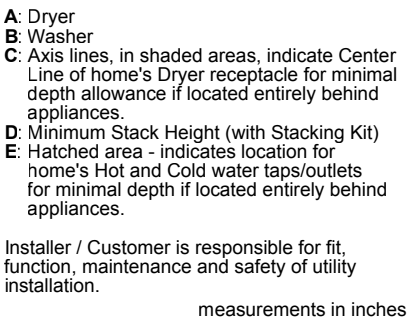 A: Dryer
B: Washer
C: Axis lines, in shaded areas, indicate Center
Line of home's Dryer receptacle for minimal
depth allowance if located entirely behind
appliances.
D: Minimum Stack Height (with Stacking Kit)
E: Hatched area - indicates location for
home's Hot and Cold water taps/outlets
for minimal depth if located entirely behind
appliances.
Installer / Customer is responsible for fit,
function, maintenance and safety of utility
installation.
measurements in inches